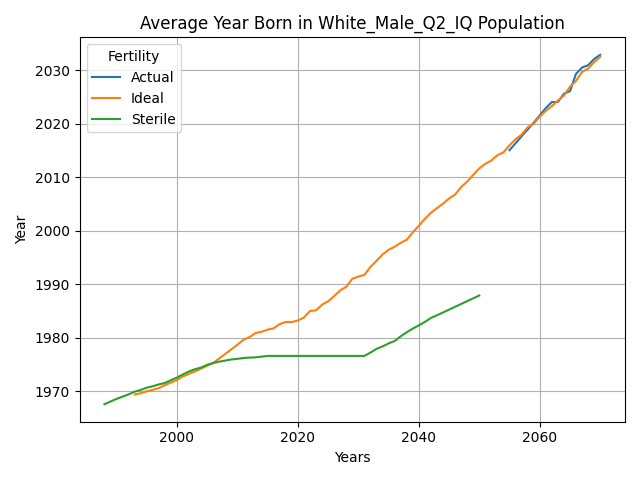 Average Year Born in White_Male_Q2_IQ Population
Fertility
Actual
Ideal
Sterile
Year
2030
2020
2010
2000
1990
1980
1970
2000
2020
2040
2060
Years